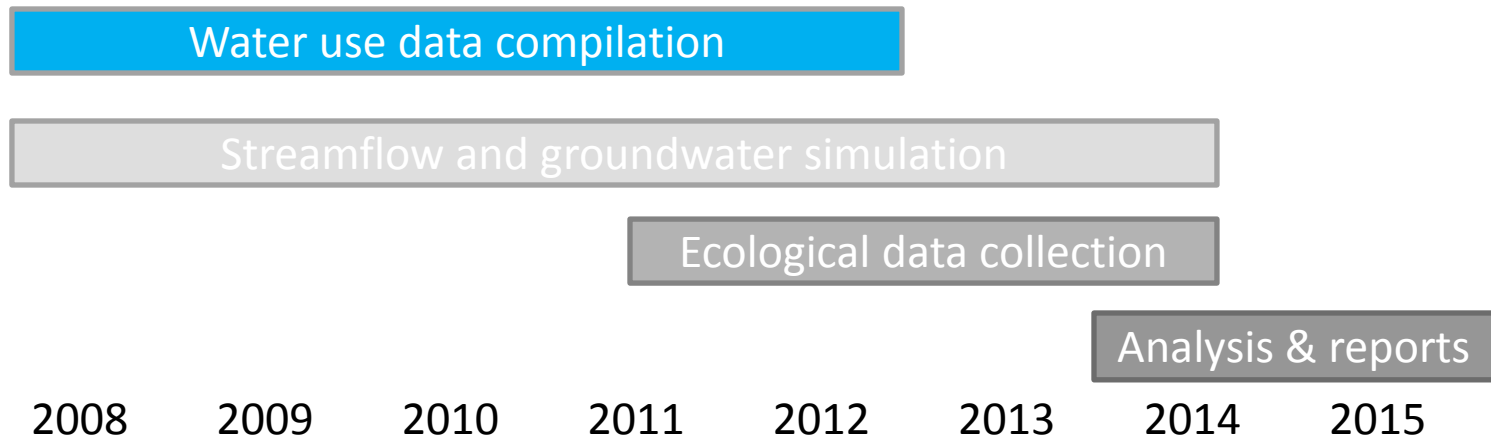 Water use data compilation
Streamflow and groundwater simulation
Ecological data collection
Analysis & reports
2008 2009 2010 2011 2012 2013 2014 2015